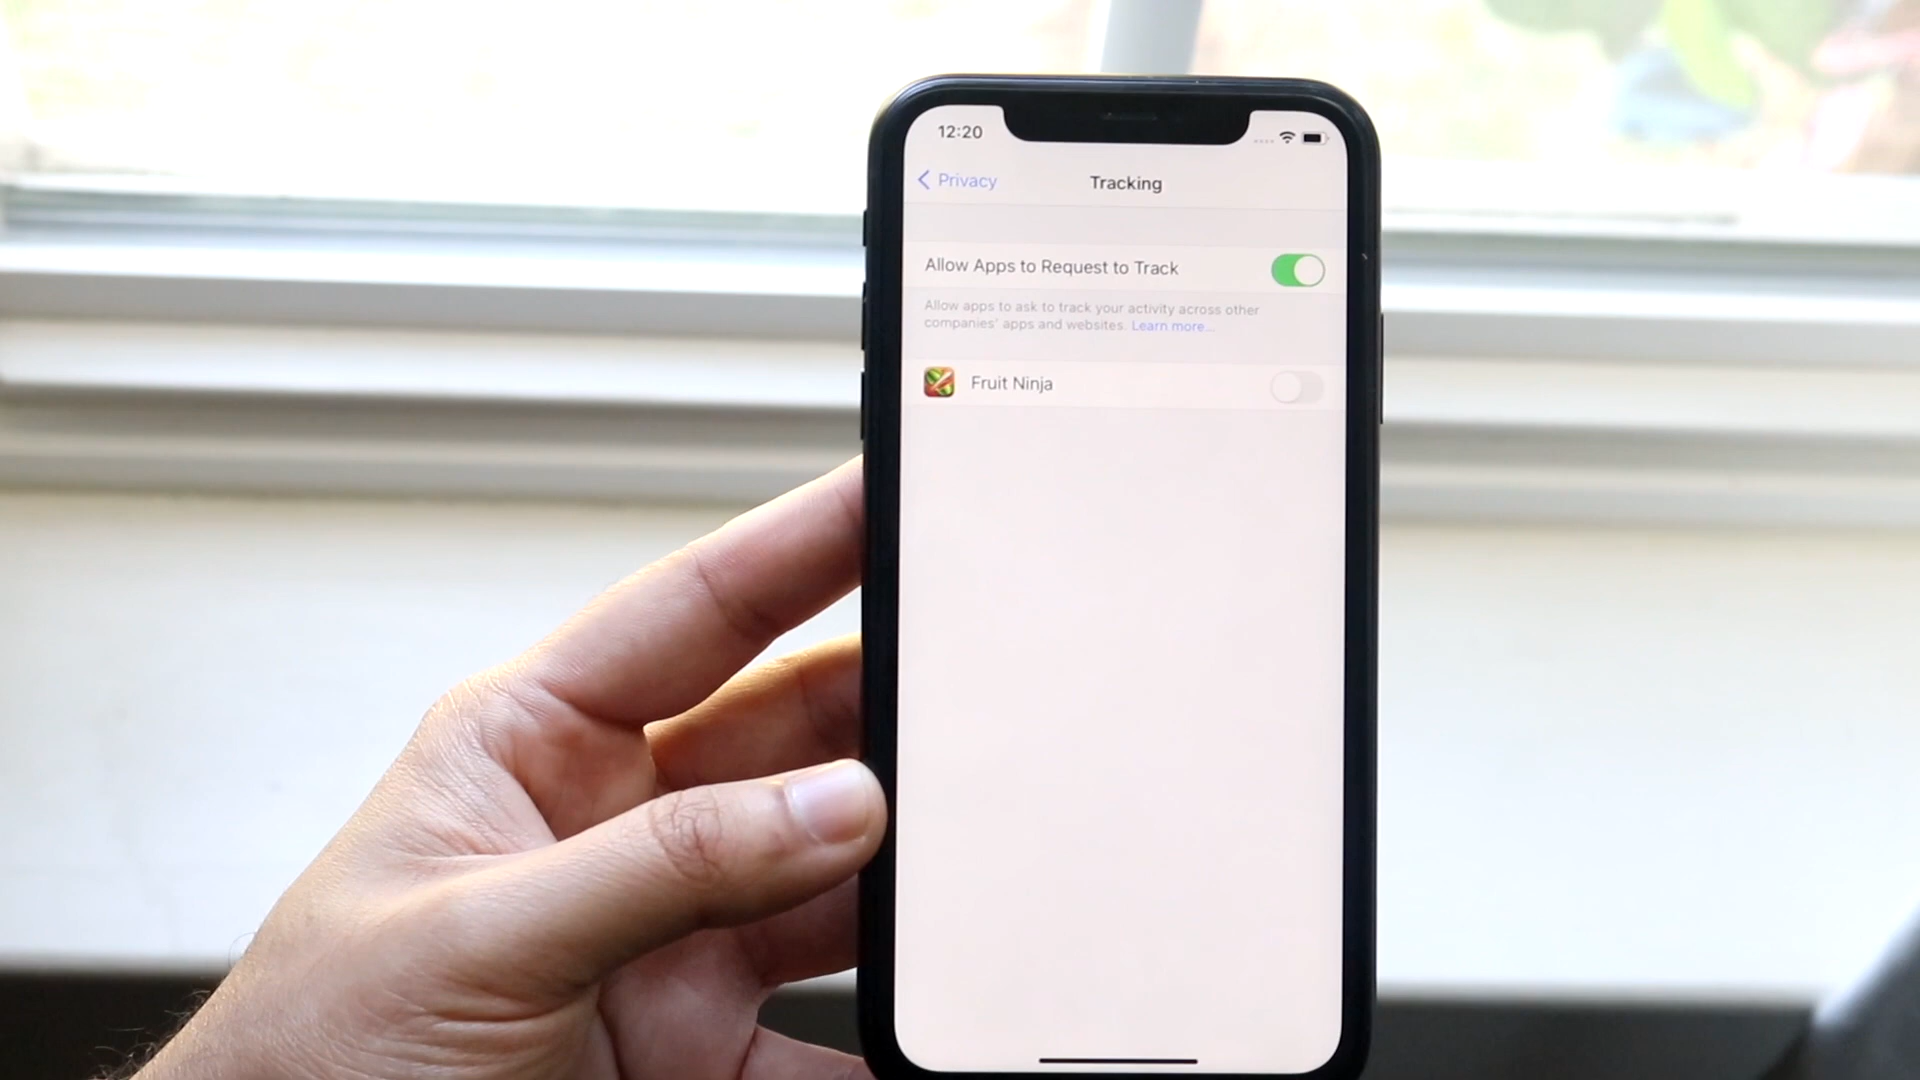 12:20
Privacy
Tracking
Allow Apps to Request to Track
Allow apps to ask to track your activity across other
companies' apps and websites. Learn more...
Fruit Ninja